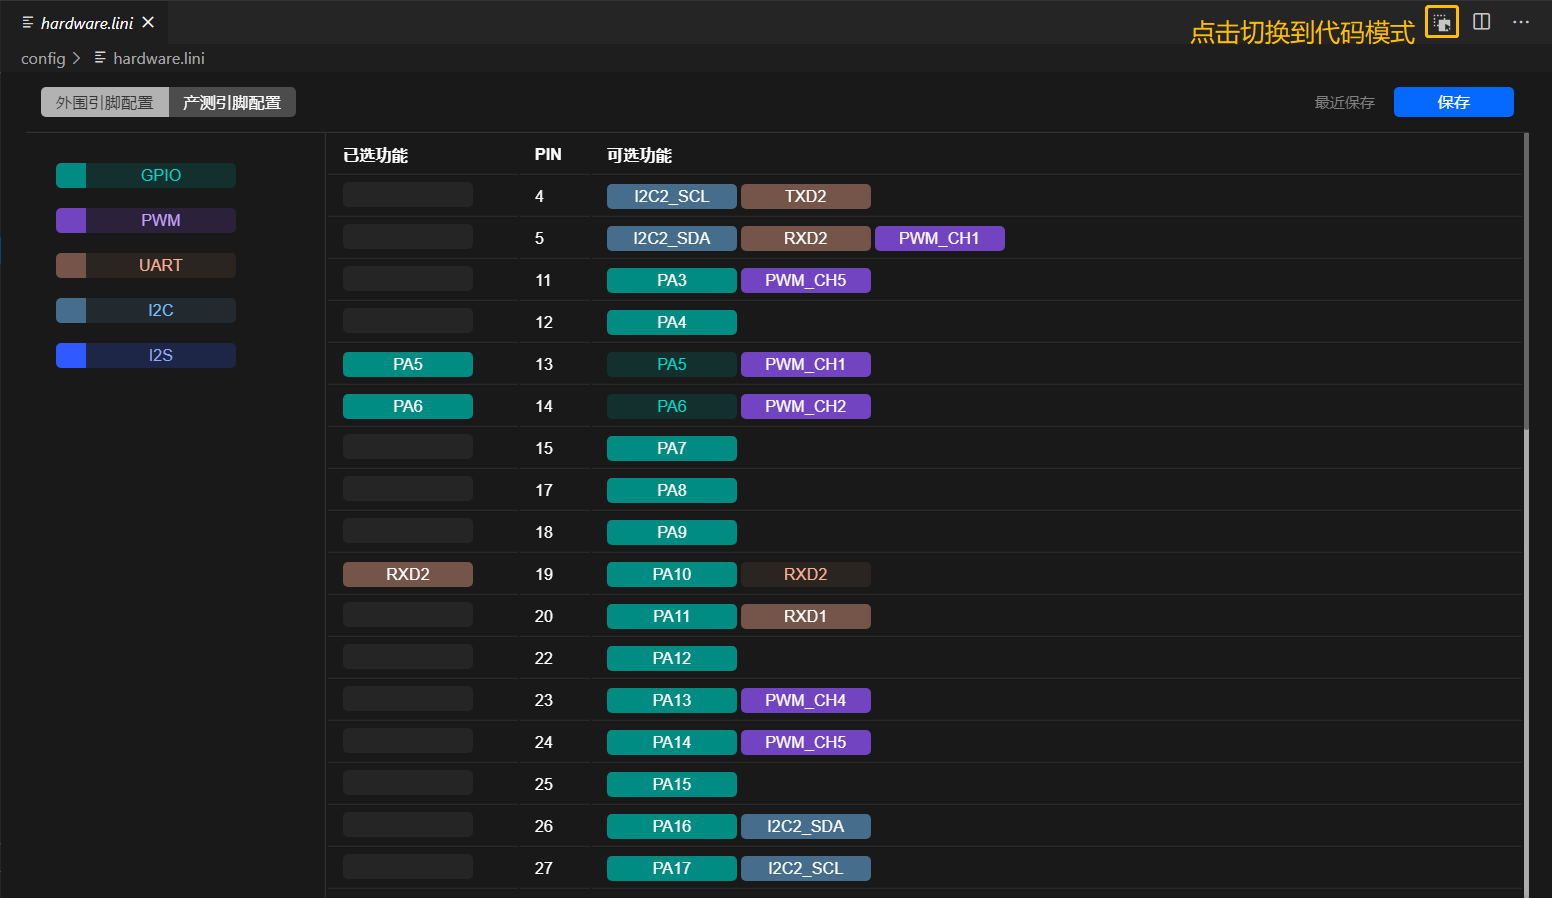 hardware.lini
点击切换到代码模式
config > hardware.lini
外围引脚配置 产测引脚配置 最近保存 保存
GPIO
PWM
UART
I2C
I2S
已选功能 PIN 可选功能
4 I2C2_SCL TXD2
5 I2C2_SDA RXD2 PWM_CH1
11 PA3 PWM_CH5
12 PA4
PA5 13 PA5 PWM_CH1
PA6 14 PA6 PWM_CH2
15 PA7
17 PA8
18 PA9
RXD2 19 PA10 RXD2
20 PA11 RXD1
22 PA12
23 PA13 PWM_CH4
24 PA14 PWM_CH5
25 PA15
26 PA16 I2C2_SDA
27 PA17 I2C2_SCL